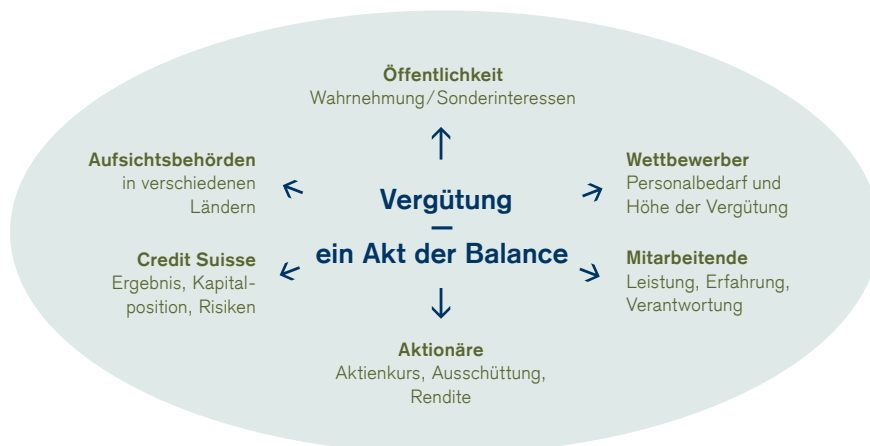 Öffentlichkeit
Wahrnehmung/Sonderinteressen
Aufsichtsbehörden
in verschiedenen
Ländern
Vergütung
–
ein Akt der Balance
Wettbewerber
Personalbedarf und
Höhe der Vergütung
Credit Suisse
Ergebnis, Kapital-
position, Risiken
Mitarbeitende
Leistung, Erfahrung,
Verantwortung
Aktionäre
Aktienkurs, Ausschüttung,
Rendite